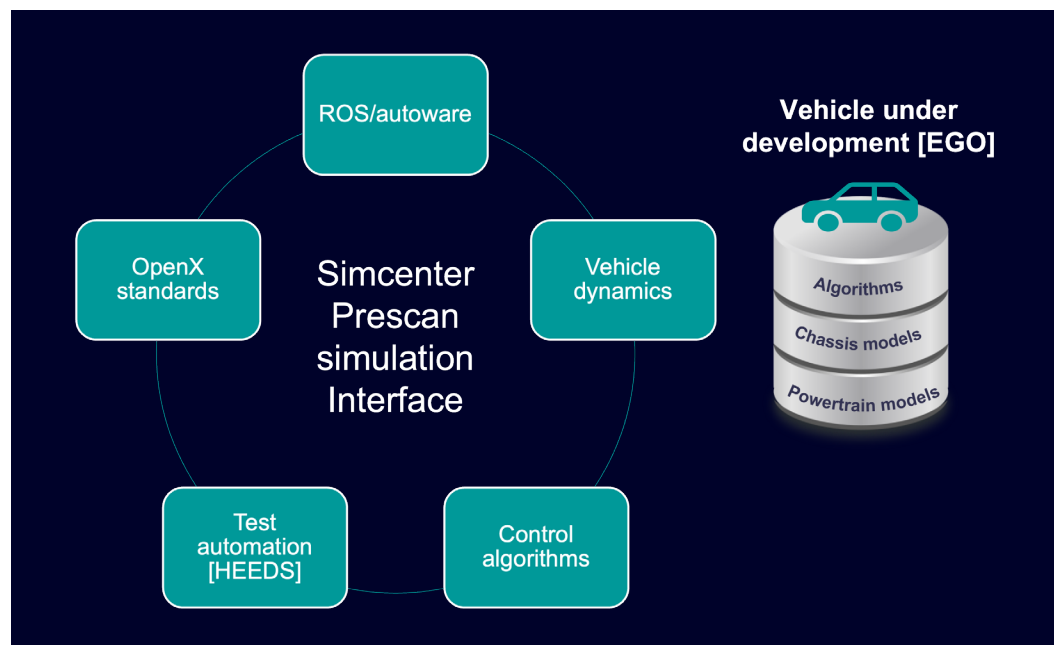 ROS/autoware
OpenX
standards
Simcenter
Prescan
simulation
Interface
Vehicle
dynamics
Test
automation
[HEEDS]
Control
algorithms
Vehicle under
development [EGO]
Algorithms
Chassis models
Powertrain models